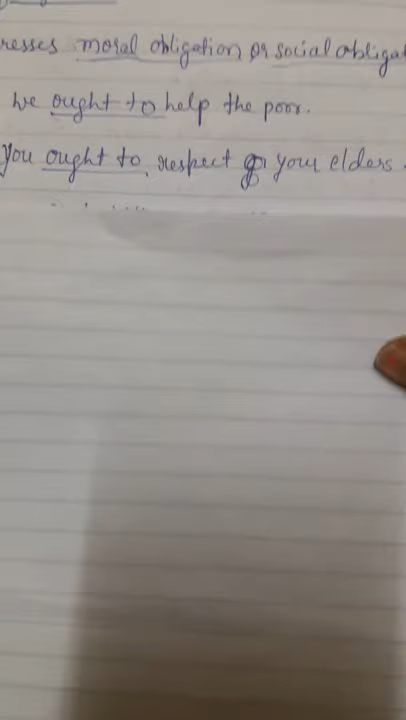 resses moral obligation or social obligat
We ought to help the poor.
You ought to respect your elders.